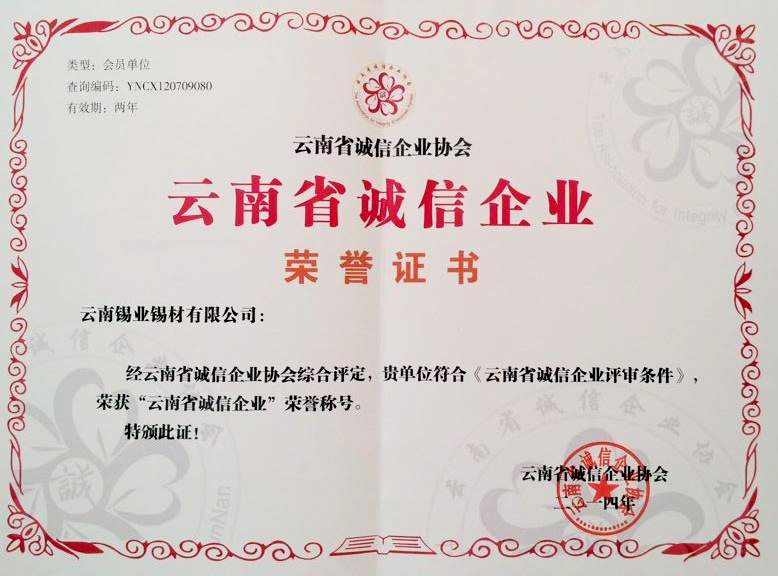 类型：会员单位
查询编码：YNCX120709080
有效期：两年
云南省诚信企业协会
云南省诚信企业
荣誉证书
云南锡业锡材有限公司：
经云南省诚信企业协会综合评定，贵单位符合《云南省诚信企业评审条件》，
荣获“云南省诚信企业”荣誉称号。
特颁此证！
云南省诚信企业协会
二〇一四年